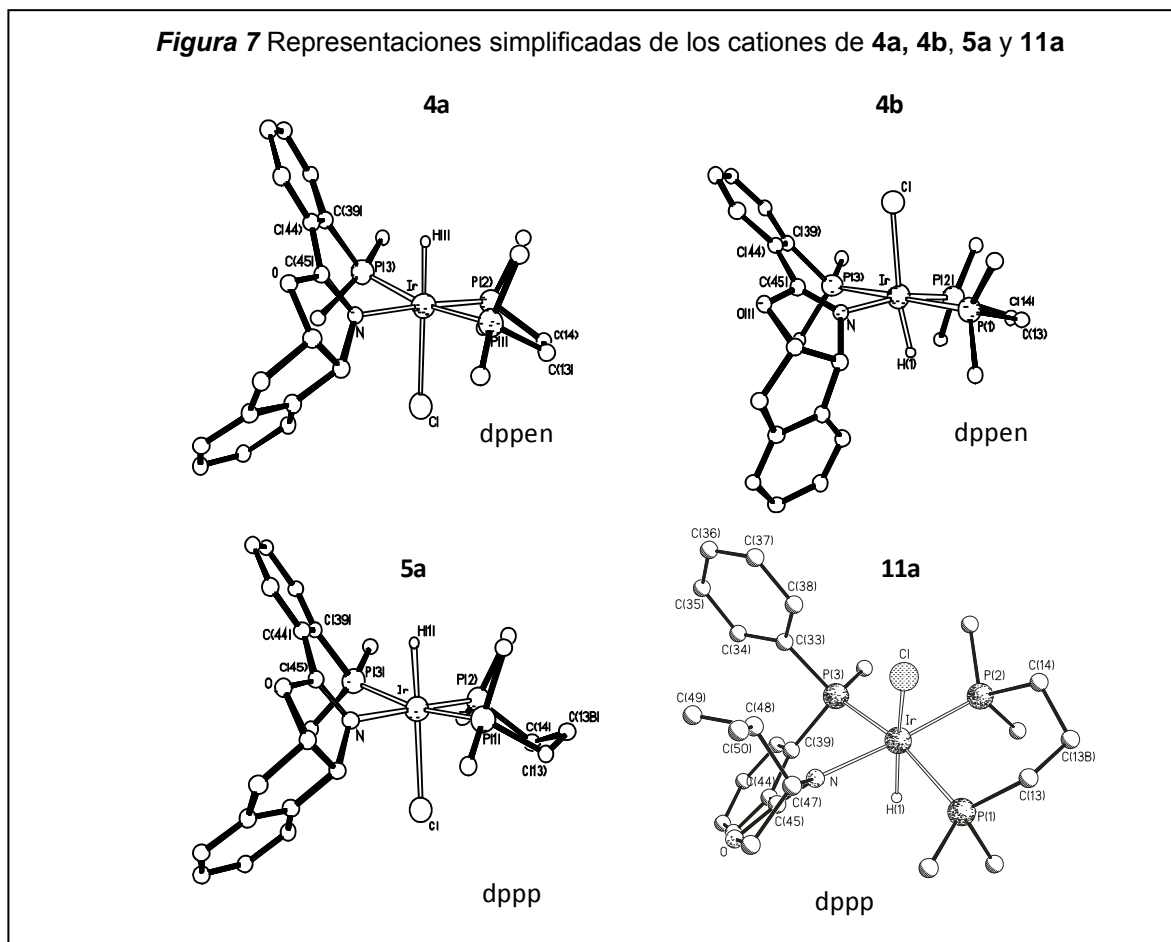 Figura 7 Representaciones simplificadas de los cationes de 4a, 4b, 5a y 11a
4a
C(39)
C(44)
H(1)
C(45)
O
P(3)
Ir
P(2)
N
P(1)
C(14)
C(13)
Cl
dppen
4b
Cl
C(39)
C(44)
C(45)
P(3)
Ir
P(2)
O(1)
C(14)
N
P(1)
C(13)
H(1)
dppen
5a
C(39)
H(1)
C(44)
C(45)
P(3)
Ir
P(2)
O
C(14)
C(13B)
N
P(1)
C(13)
Cl
dppp
11a
C(36)
C(37)
C(38)
C(35)
C(34)
C(33)
Cl
P(3)
P(2)
C(14)
C(49)
C(48)
Ir
C(50)
C(39)
C(13B)
N
C(44)
C(47)
C(13)
H(1)
C(45)
P(1)
O
dppp